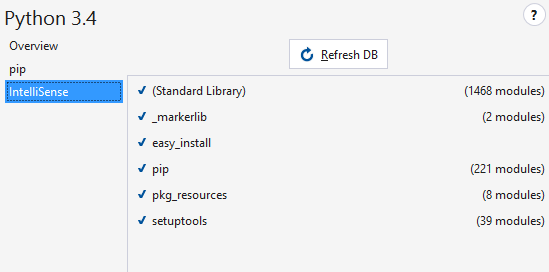 Python 3.4
?
Overview
pip
IntelliSense
Refresh DB
(Standard Library) (1468 modules)
_markerlib (2 modules)
easy_install
pip (221 modules)
pkg_resources (8 modules)
setuptools (39 modules)